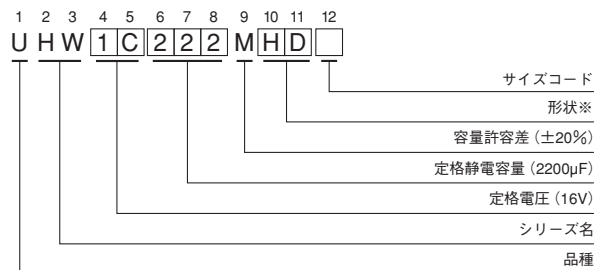 1 2 3 4 5 6 7 8 9 10 11 12
U H W 1 C 2 2 2 M H D
サイズコード
形状※
容量許容差（±20%）
定格静電容量（2200µF）
定格電圧（16V）
シリーズ名
品種